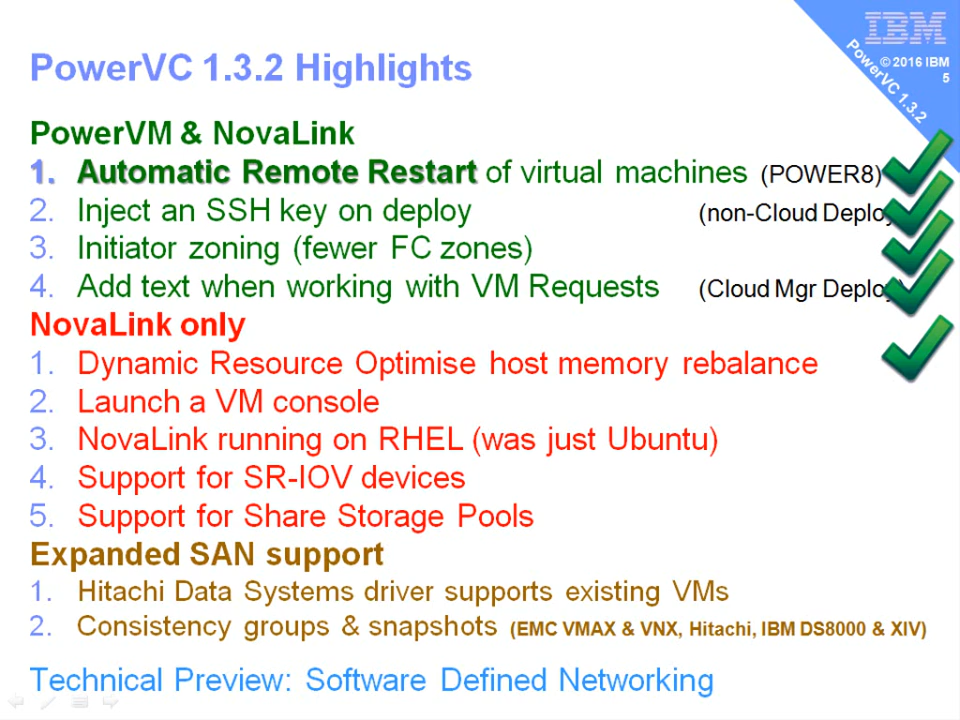 IBM
© 2016 IBM
5
PowerVC 1.3.2
PowerVC 1.3.2 Highlights
PowerVM & NovaLink
1. Automatic Remote Restart of virtual machines (POWER8)
2. Inject an SSH key on deploy (non-Cloud Deploy
3. Initiator zoning (fewer FC zones)
4. Add text when working with VM Requests (Cloud Mgr Deploy)
NovaLink only
1. Dynamic Resource Optimise host memory rebalance
2. Launch a VM console
3. NovaLink running on RHEL (was just Ubuntu)
4. Support for SR-IOV devices
5. Support for Share Storage Pools
Expanded SAN support
1. Hitachi Data Systems driver supports existing VMs
2. Consistency groups & snapshots (EMC VMAX & VNX, Hitachi, IBM DS8000 & XIV)
Technical Preview: Software Defined Networking